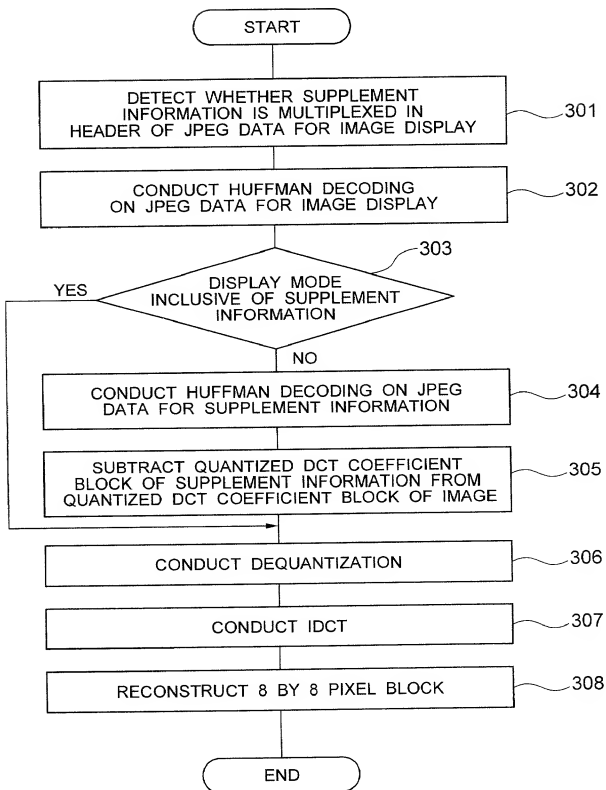 START
DETECT WHETHER SUPPLEMENT
INFORMATION IS MULTIPLEXED IN
HEADER OF JPEG DATA FOR IMAGE DISPLAY
301
CONDUCT HUFFMAN DECODING
ON JPEG DATA FOR IMAGE DISPLAY
302
303
YES
DISPLAY MODE
INCLUSIVE OF SUPPLEMENT
INFORMATION
NO
CONDUCT HUFFMAN DECODING ON JPEG
DATA FOR SUPPLEMENT INFORMATION
304
SUBTRACT QUANTIZED DCT COEFFICIENT
BLOCK OF SUPPLEMENT INFORMATION FROM
QUANTIZED DCT COEFFICIENT BLOCK OF IMAGE
305
CONDUCT DEQUANTIZATION
306
CONDUCT IDCT
307
RECONSTRUCT 8 BY 8 PIXEL BLOCK
308
END